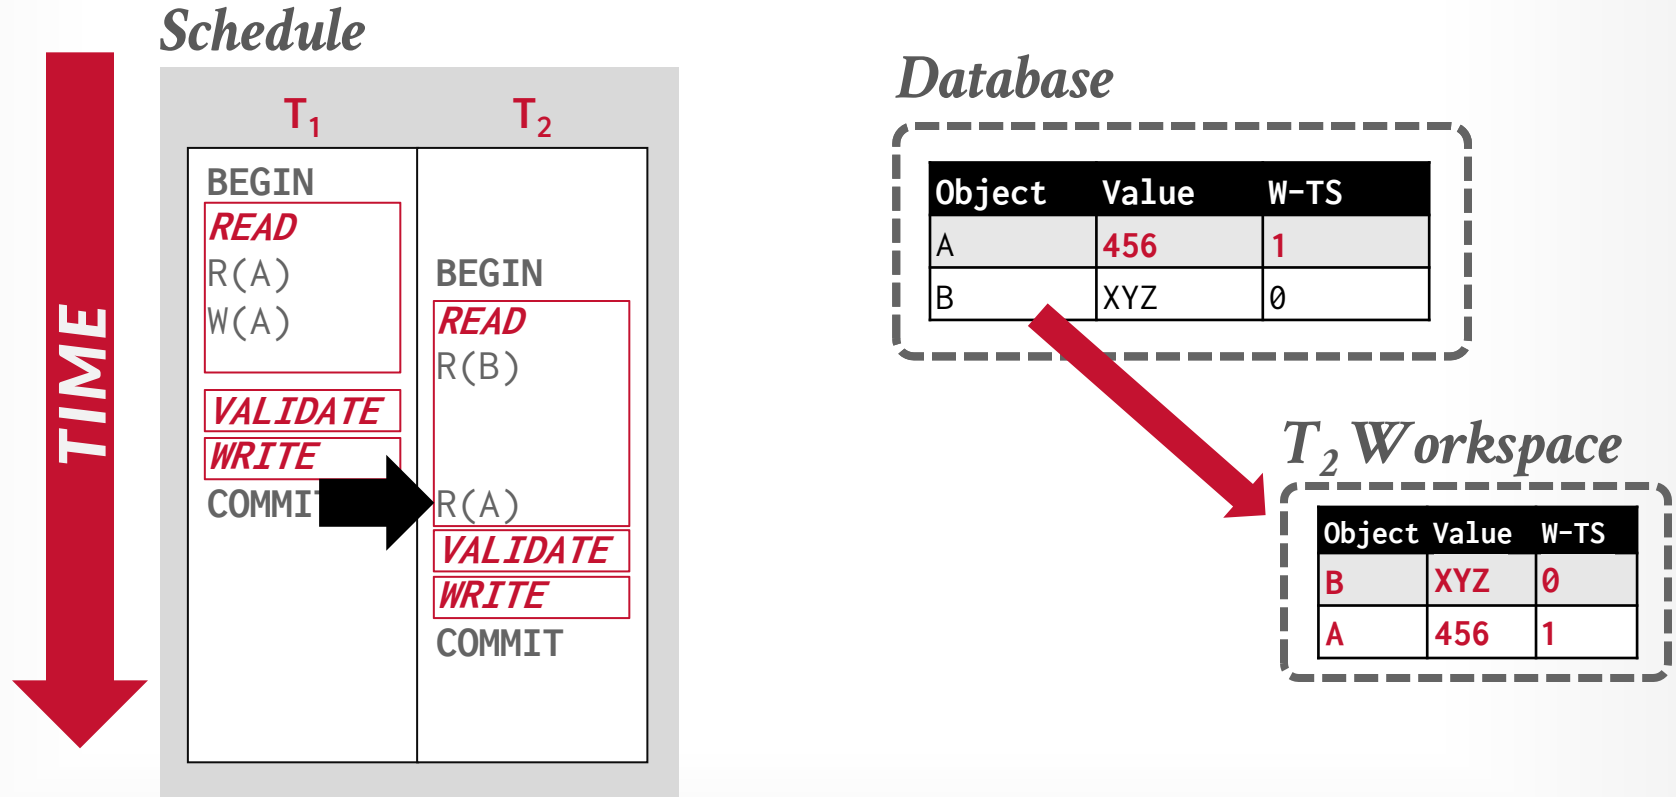 Schedule
TIME
T1 T2
BEGIN
READ
R(A) BEGIN
W(A) READ
R(B)
VALIDATE
WRITE
COMMIT R(A)
VALIDATE
WRITE
COMMIT
Database
Object Value W-TS
A 456 1
B XYZ 0
T2 Workspace
Object Value W-TS
B XYZ 0
A 456 1